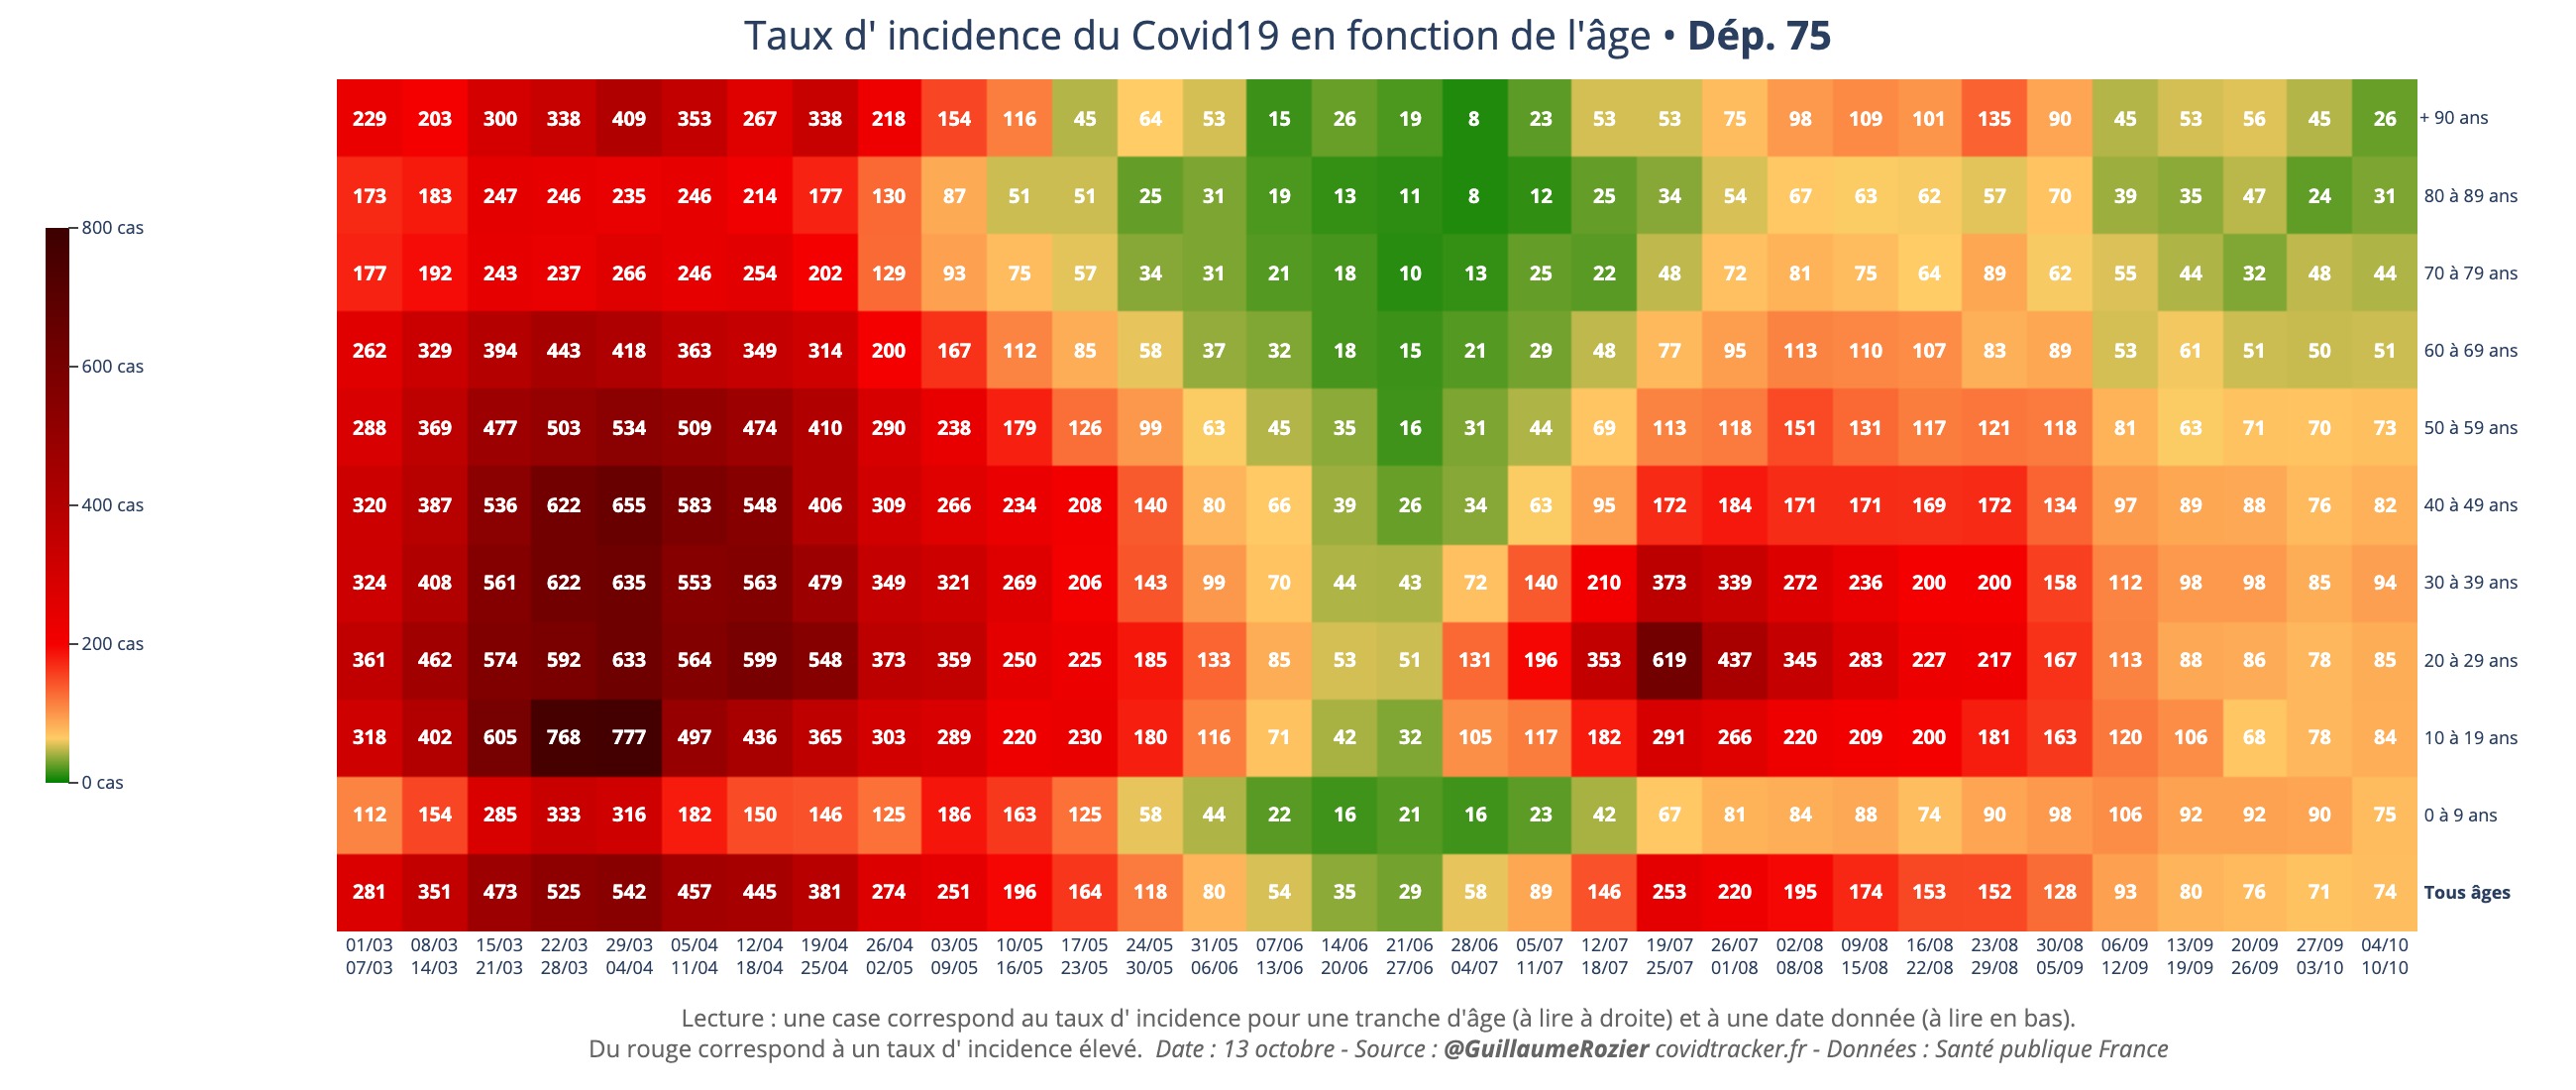 Taux d' incidence du Covid19 en fonction de l'âge • Dép. 75
800 cas
600 cas
400 cas
200 cas
0 cas
229 203 300 338 409 353 267 338 218 154 116 45 64 53 15 26 19 8 23 53 53 75 98 109 101 135 90 45 53 56 45 26 + 90 ans
173 183 247 246 235 246 214 177 130 87 51 51 25 31 19 13 11 8 12 25 34 54 67 63 62 57 70 39 35 47 24 31 80 à 89 ans
177 192 243 237 266 246 254 202 129 93 75 57 34 31 21 18 10 13 25 22 48 72 81 75 64 89 62 55 44 32 48 44 70 à 79 ans
262 329 394 443 418 363 349 314 200 167 112 85 58 37 32 18 15 21 29 48 77 95 113 110 107 83 89 53 61 51 50 51 60 à 69 ans
288 369 477 503 534 509 474 410 290 238 179 126 99 63 45 35 16 31 44 69 113 118 151 131 117 121 118 81 63 71 70 73 50 à 59 ans
320 387 536 622 655 583 548 406 309 266 234 208 140 80 66 39 26 34 63 95 172 184 171 171 169 172 134 97 89 88 76 82 40 à 49 ans
324 408 561 622 635 553 563 479 349 321 269 206 143 99 70 44 43 72 140 210 373 339 272 236 200 200 158 112 98 98 85 94 30 à 39 ans
361 462 574 592 633 564 599 548 373 359 250 225 185 133 85 53 51 131 196 353 619 437 345 283 227 217 167 113 88 86 78 85 20 à 29 ans
318 402 605 768 777 497 436 365 303 289 220 230 180 116 71 42 32 105 117 182 291 266 220 209 200 181 163 120 106 68 78 84 10 à 19 ans
112 154 285 333 316 182 150 146 125 186 163 125 58 44 22 16 21 16 23 42 67 81 84 88 74 90 98 106 92 92 90 75 0 à 9 ans
281 351 473 525 542 457 445 381 274 251 196 164 118 80 54 35 29 58 89 146 253 220 195 174 153 152 128 93 80 76 71 74 Tous âges
01/03 08/03 15/03 22/03 29/03 05/04 12/04 19/04 26/04 03/05 10/05 17/05 24/05 31/05 07/06 14/06 21/06 28/06 05/07 12/07 19/07 26/07 02/08 09/08 16/08 23/08 30/08 06/09 13/09 20/09 27/09 04/10
07/03 14/03 21/03 28/03 04/04 11/04 18/04 25/04 02/05 09/05 16/05 23/05 30/05 06/06 13/06 20/06 27/06 04/07 11/07 18/07 25/07 01/08 08/08 15/08 22/08 29/08 05/09 12/09 19/09 26/09 03/10 10/10
Lecture : une case correspond au taux d' incidence pour une tranche d'âge (à lire à droite) et à une date donnée (à lire en bas).
Du rouge correspond à un taux d' incidence élevé. Date : 13 octobre - Source : @GuillaumeRozier covidtracker.fr - Données : Santé publique France